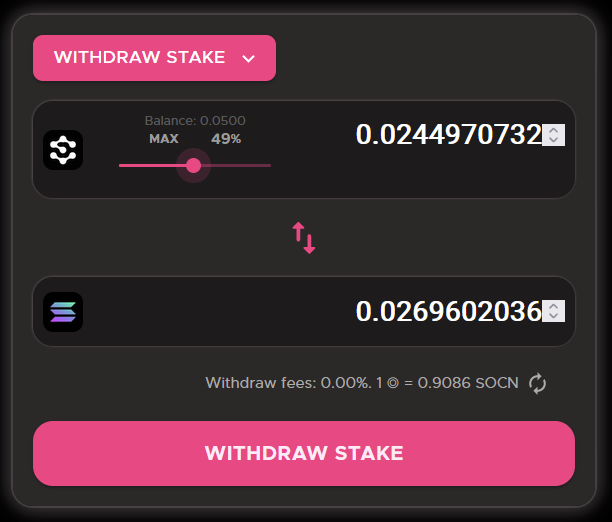 WITHDRAW STAKE
Balance: 0.0500
MAX 49%
0.0244970732
0.0269602036
Withdraw fees: 0.00%. 1 ◎ = 0.9086 SOCN
WITHDRAW STAKE